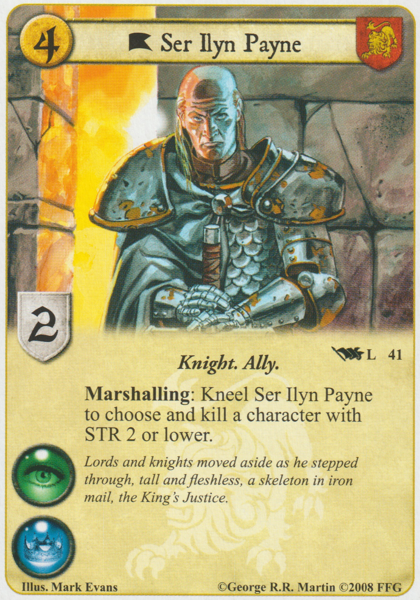 4
Ser Ilyn Payne
2
L 41
Knight. Ally.
Marshalling: Kneel Ser Ilyn Payne
to choose and kill a character with
STR 2 or lower.
Lords and knights moved aside as he stepped
through, tall and fleshless, a skeleton in iron
mail, the King's Justice.
Illus. Mark Evans
©George R.R. Martin ©2008 FFG